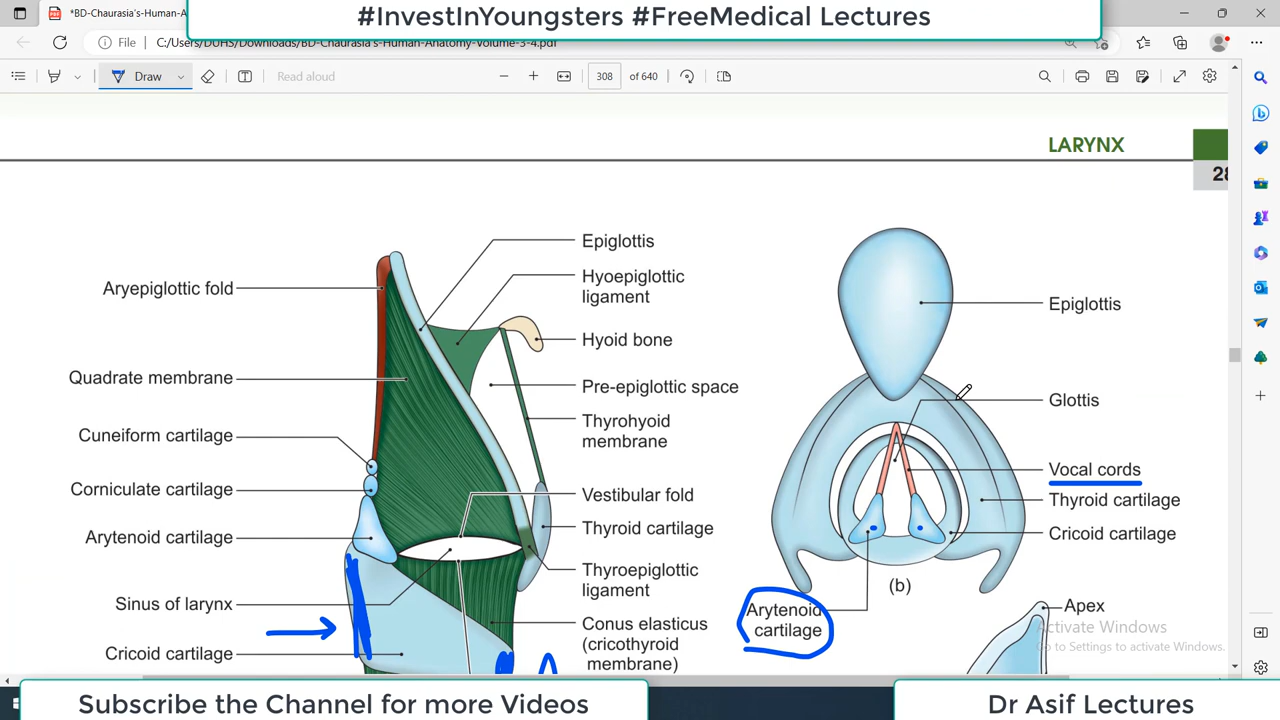 #InvestInYoungsters #FreeMedical Lectures
*BD-Chaurasia's-Human-A
File
C:/Users/DUHS/Downloads/BD-Chaurasia's-Human-Anatomy-Volume-3-4.pdf
Draw
Read aloud
308
of 640
LARYNX
28
Aryepiglottic fold
Quadrate membrane
Cuneiform cartilage
Corniculate cartilage
Arytenoid cartilage
Sinus of larynx
Cricoid cartilage
Epiglottis
Hyoepiglottic
ligament
Hyoid bone
Pre-epiglottic space
Thyrohyoid
membrane
Vestibular fold
Thyroid cartilage
Thyroepiglottic
ligament
Conus elasticus
(cricothyroid
membrane)
Epiglottis
Glottis
Vocal cords
Thyroid cartilage
Cricoid cartilage
(b)
Arytenoid
cartilage
Apex
Activate Windows
Go to Settings to activate Windows.
Subscribe the Channel for more Videos
Dr Asif Lectures